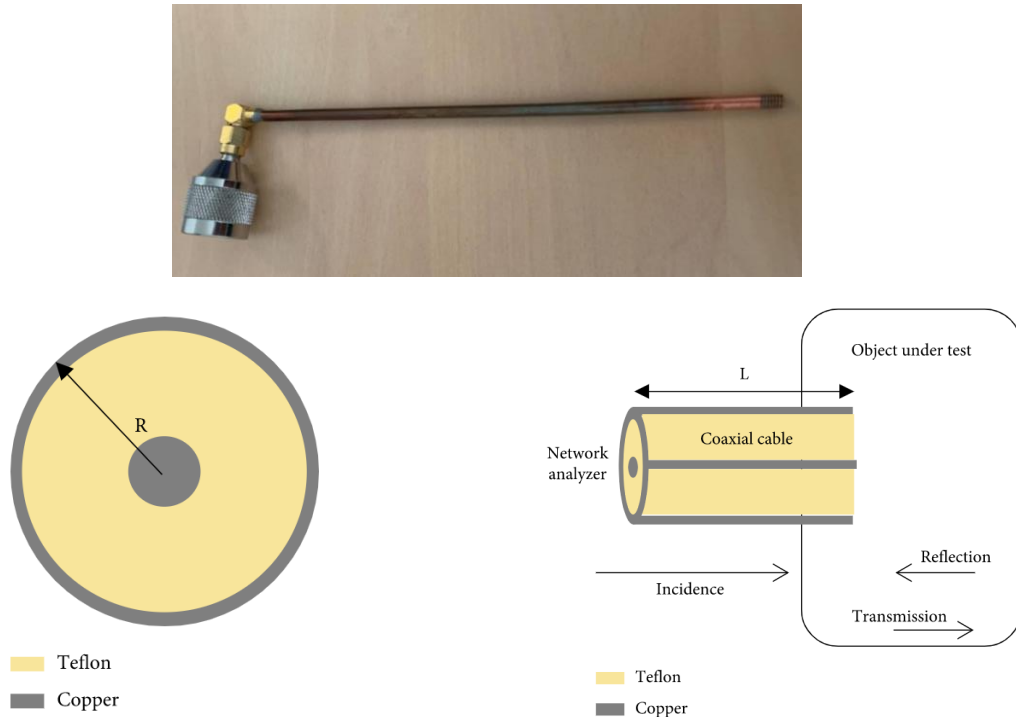 R
Teflon
Copper
L
Object under test
Coaxial cable
Network
analyzer
Reflection
Incidence
Transmission
Teflon
Copper